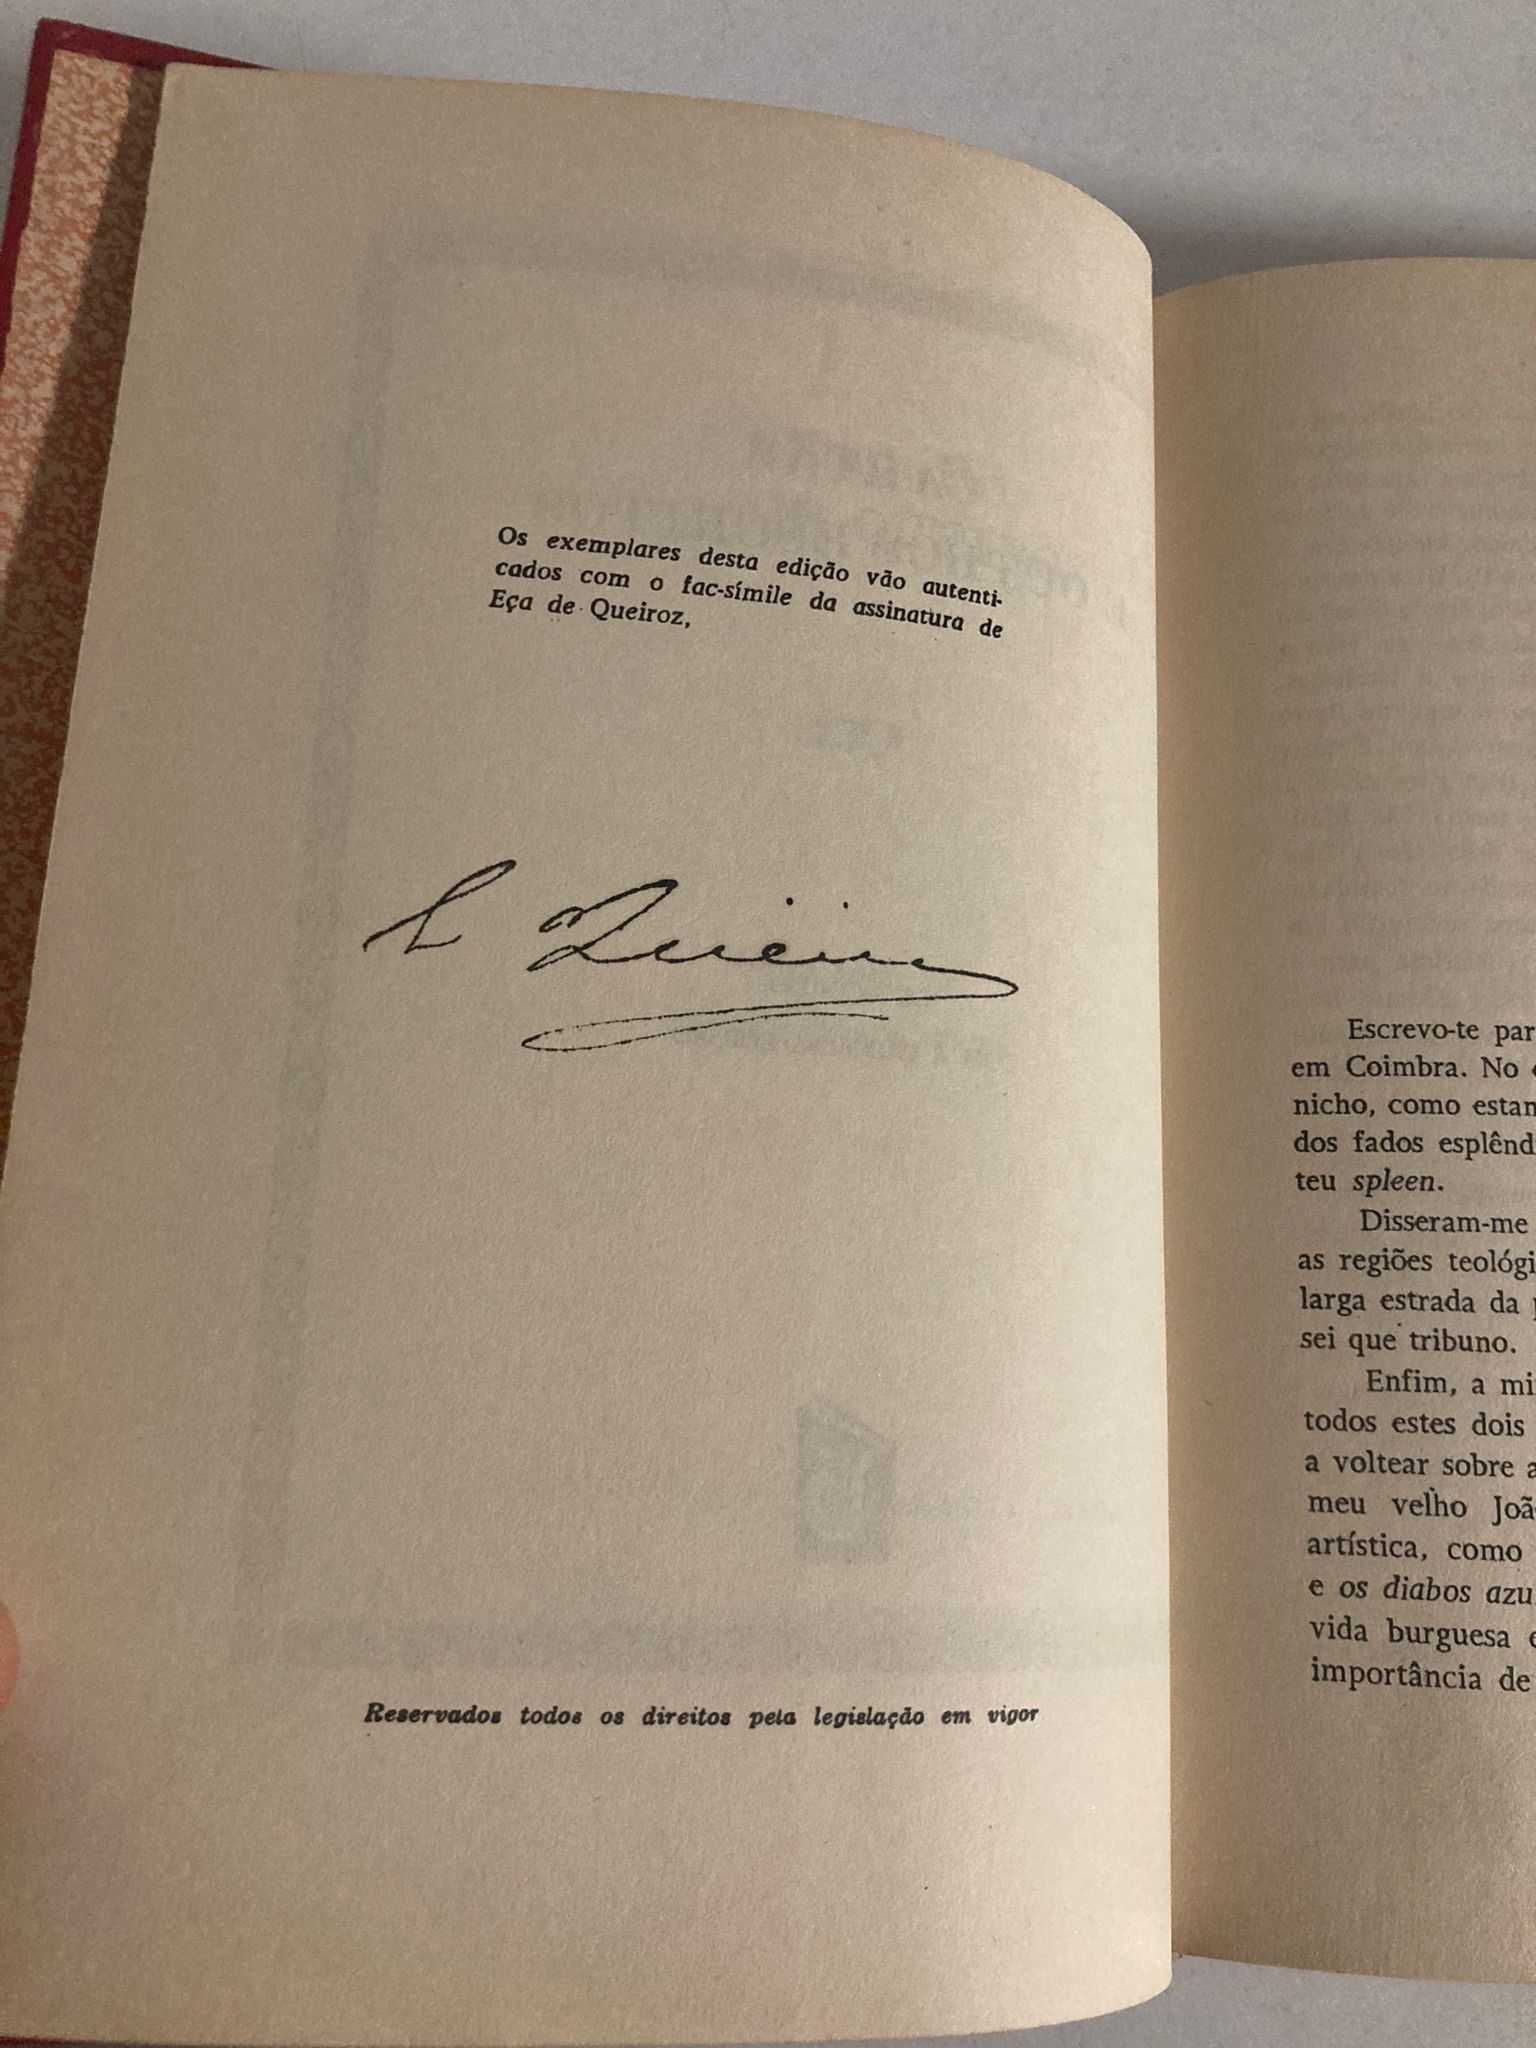 Os exemplares desta edição vão autenti-
cados com o fac-símile da assinatura de
Eça de Queiroz,
E Queiroz
Reservados todos os direitos pela legislação em vigor
Escrevo-te par
em Coimbra. No
nicho, como estam
dos fados esplênd
teu spleen.
Disseram-me
as regiões teológi
larga estrada da
sei que tribuno.
Enfim, a mi
todos estes dois
a voltear sobre a
meu velho Joã
artística, como
e os diabos azu
vida burguesa e
importância de